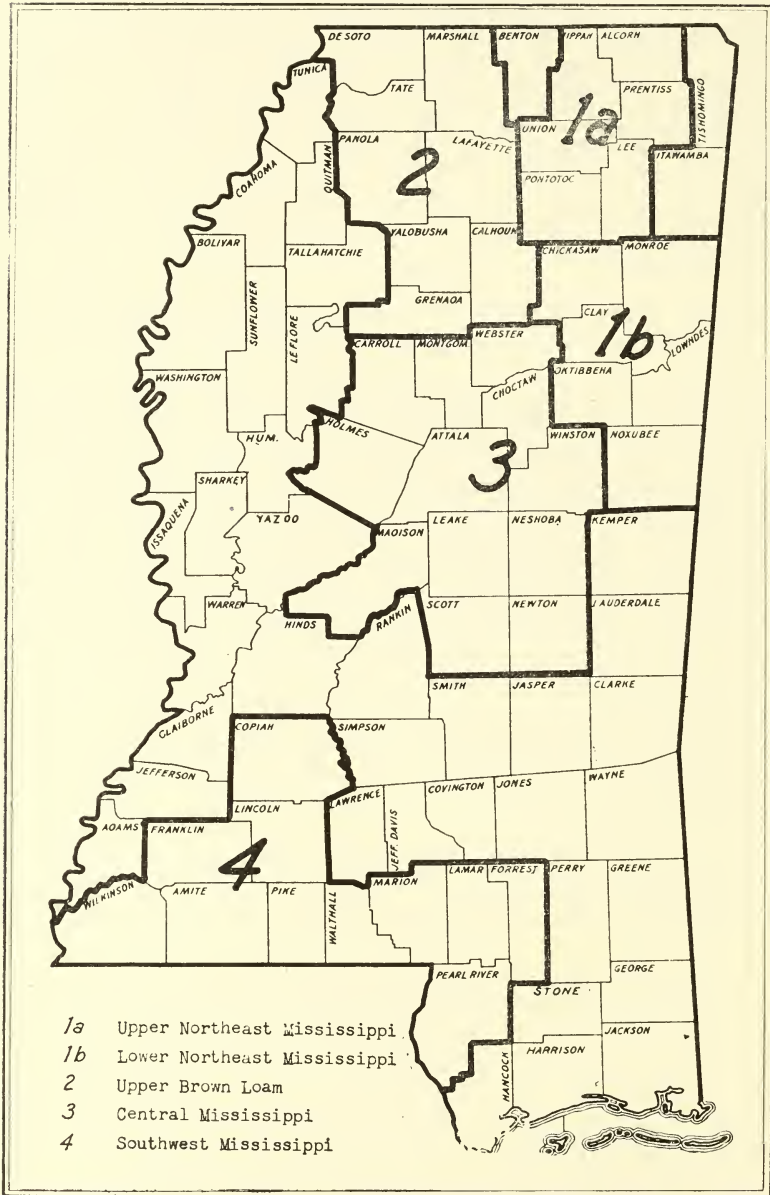 DE SOTO MARSHALL BENTON TIPPAH ALCORN
TUNICA TATE PRENTISS TISHOMINGO
1a
PANOLA LAFAYETTE UNION LEE ITAWAMBA
2
COAHOMA QUITMAN PONTOTOC
BOLIVAR TALLAHATCHIE YALOBUSHA CALHOUN CHICKASAW MONROE
SUNFLOWER LEFLORE GRENADA CLAY LOWNDES
1b
CARROLL MONTGOM WEBSTER
WASHINGTON CHOCTAW OKTIBBEHA
HUM. HOLMES ATTALA WINSTON NOXUBEE
3
SHARKEY
ISSAQUENA YAZOO MADISON LEAKE NESHOBA KEMPER
WARREN HINDS RANKIN SCOTT NEWTON LAUDERDALE
SMITH JASPER CLARKE
CLAIBORNE COPIAH SIMPSON
JEFFERSON LINCOLN LAWRENCE JEFF. DAVIS COVINGTON JONES WAYNE
ADAMS FRANKLIN
4
WILKINSON AMITE PIKE WALTHALL MARION LAMAR FORREST PERRY GREENE
PEARL RIVER STONE GEORGE
HANCOCK HARRISON JACKSON
1a Upper Northeast Mississippi
1b Lower Northeast Mississippi
2 Upper Brown Loam
3 Central Mississippi
4 Southwest Mississippi